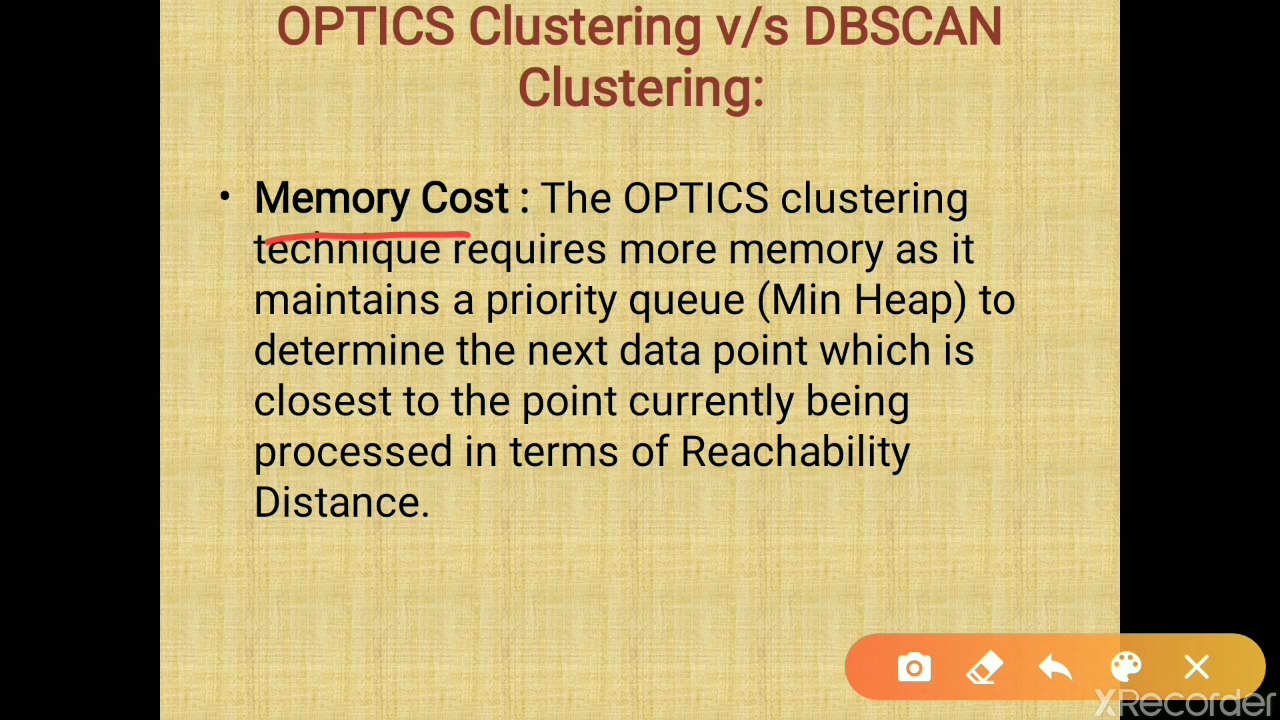 OPTICS Clustering v/s DBSCAN
Clustering:
• Memory Cost : The OPTICS clustering
technique requires more memory as it
maintains a priority queue (Min Heap) to
determine the next data point which is
closest to the point currently being
processed in terms of Reachability
Distance.
XRecorder